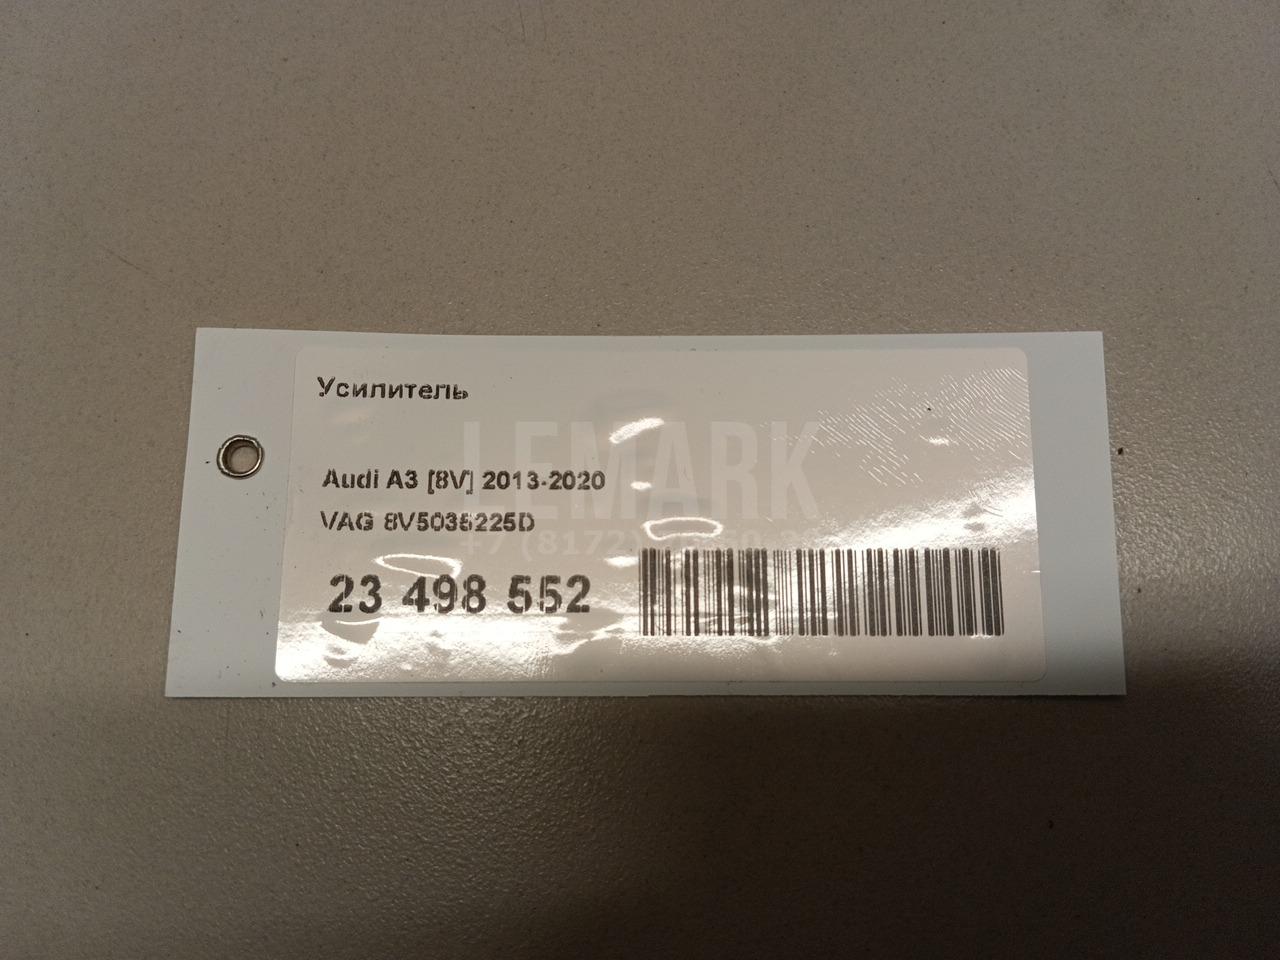 Усилитель
LEMARK
Audi A3 [8V] 2013-2020
VAG 8V5035225D
23 498 552